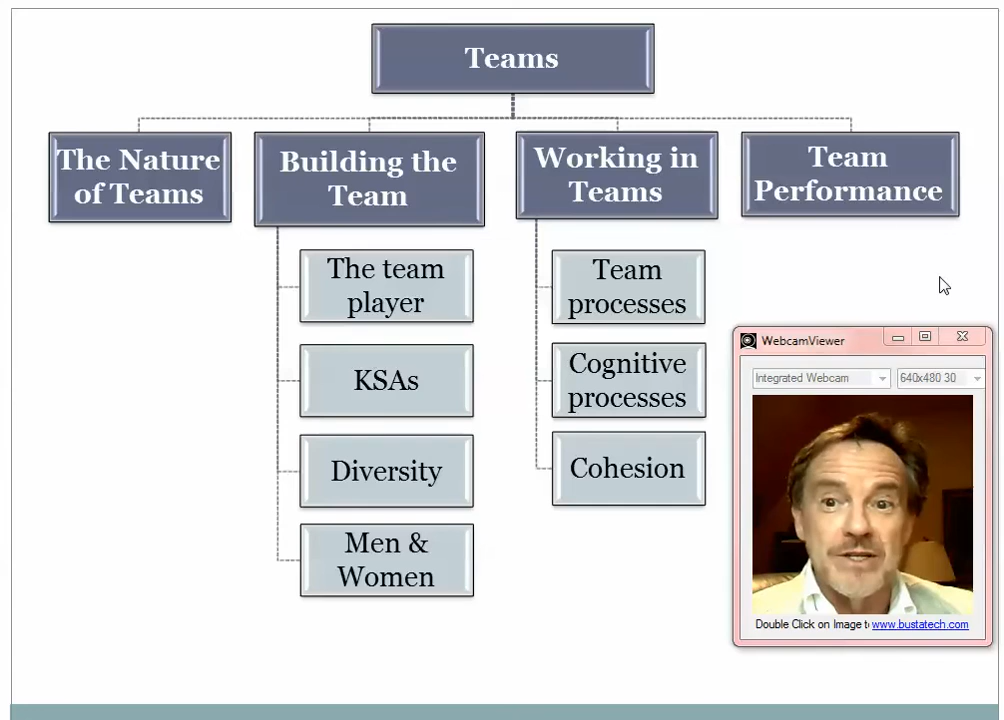 Teams
The Nature
of Teams
Building the
Team
Working in
Teams
Team
Performance
The team
player
KSAs
Diversity
Men &
Women
Team
processes
Cognitive
processes
Cohesion
WebcamViewer
Integrated Webcam
640x480 30
Double Click on Image t www.bustatech.com